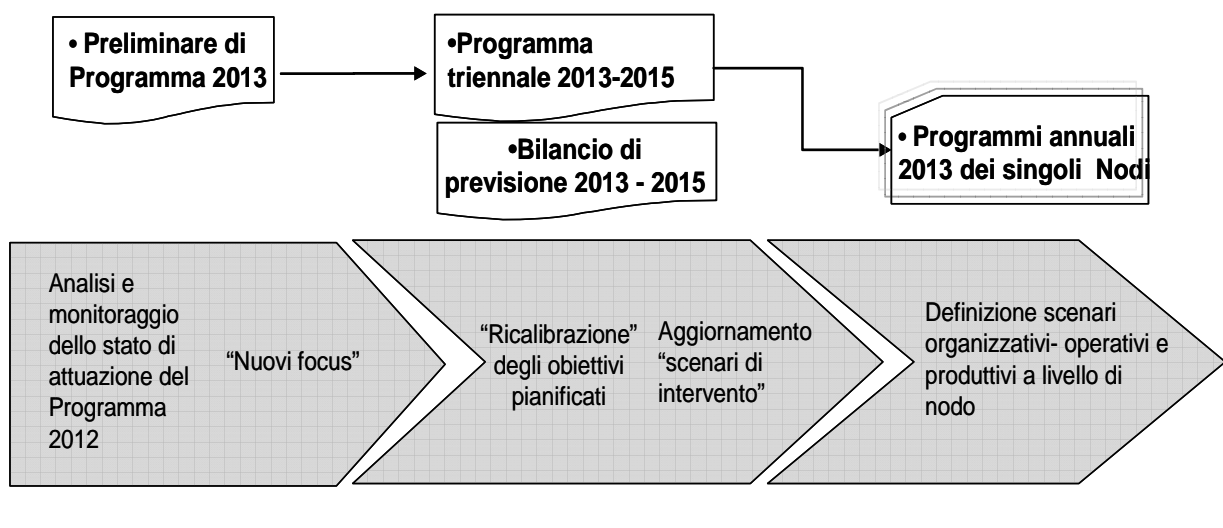 • Preliminare di
Programma 2013
•Programma
triennale 2013-2015
•Bilancio di
previsione 2013 - 2015
• Programmi annuali
2013 dei singoli Nodi
Analisi e
monitoraggio
dello stato di
attuazione del
Programma
2012
“Nuovi focus”
“Ricalibrazione”
degli obiettivi
pianificati
Aggiornamento
“scenari di
intervento”
Definizione scenari
organizzativi- operativi e
produttivi a livello di
nodo